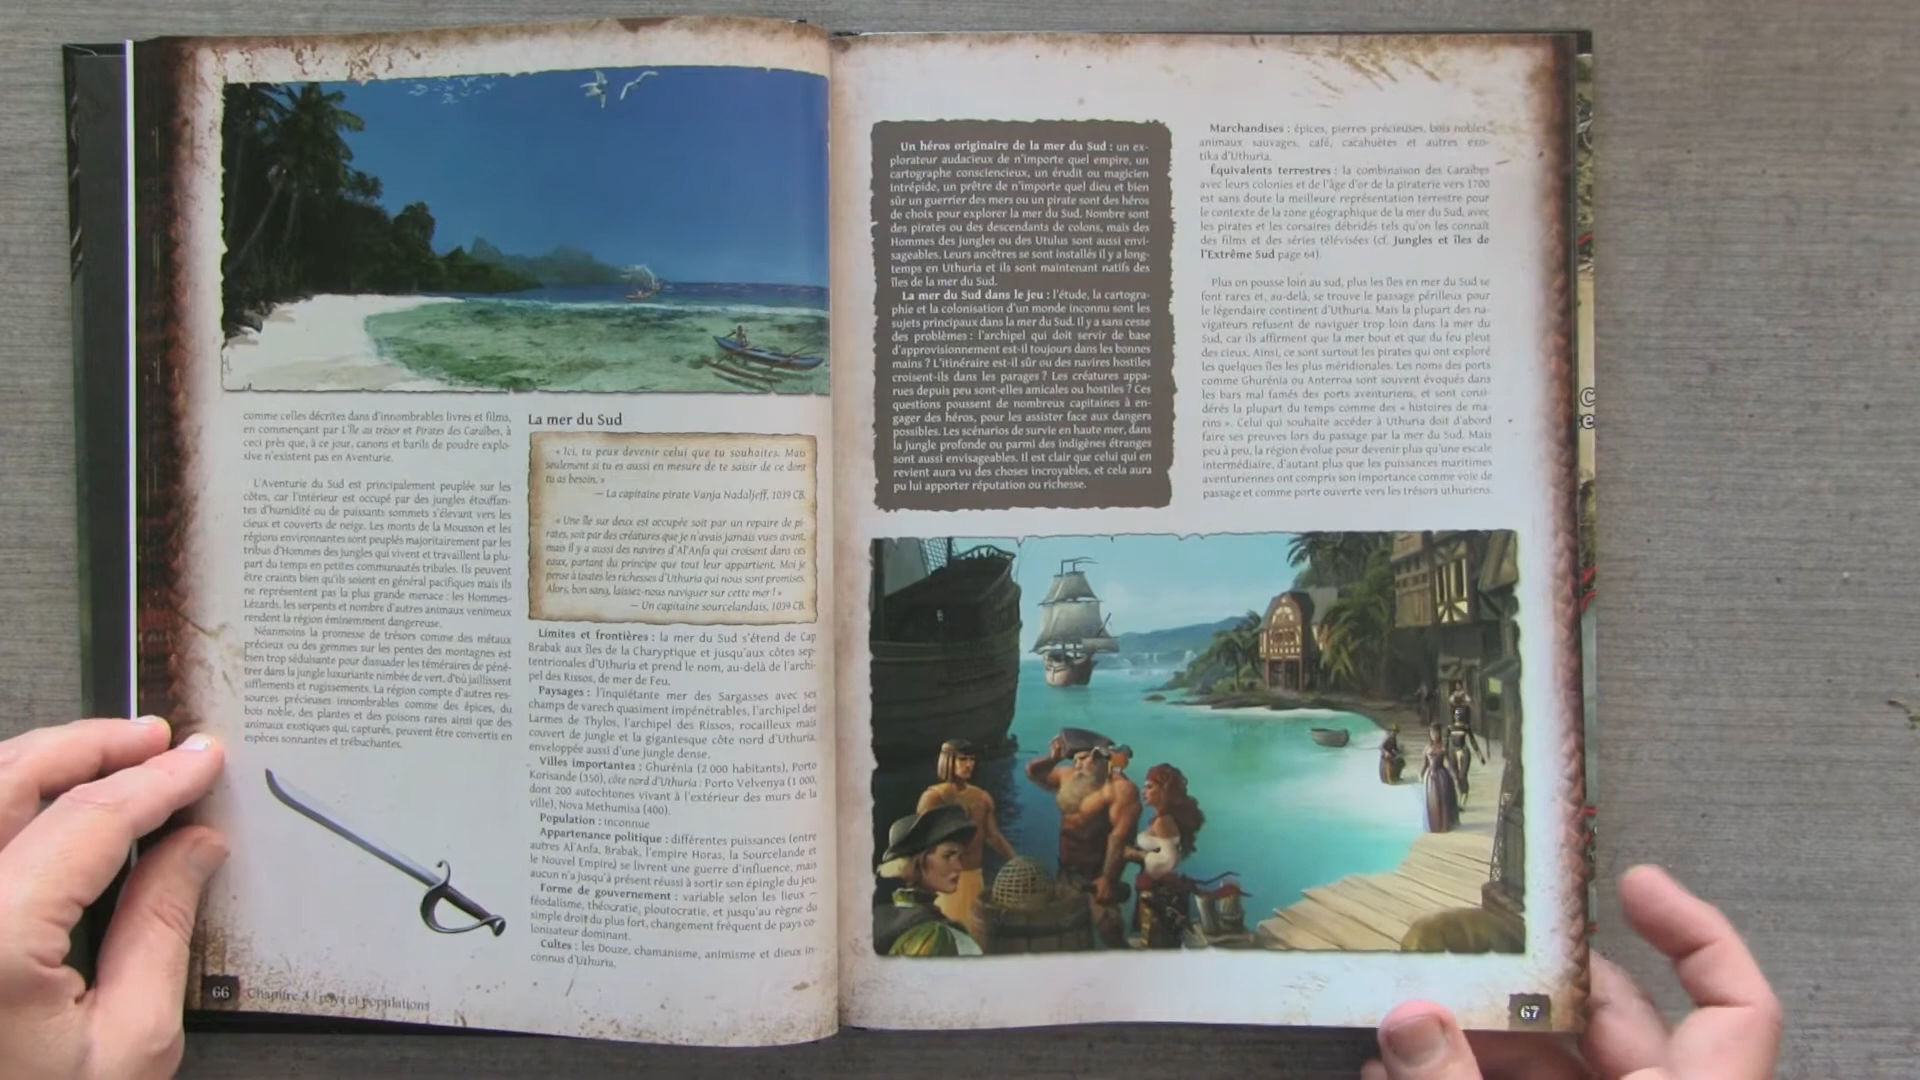 comme celles décrites dans d'innombrables livres et films,
en commençant par L'Île au trésor et Pirates des Caraïbes, à
ceci près que, à ce jour, canons et barils de poudre explo-
sive n'existent pas en Aventurie.
L'Aventurie du Sud est principalement peuplée sur les
côtes, car l'intérieur est occupé par des jungles étouffan-
tes d'humidité ou de puissants sommets s'élevant vers les
cieux et couverts de neige. Les monts de la Mousson et les
régions environnantes sont peuplés majoritairement par les
tribus d'Hommes des jungles qui vivent et travaillent la plu-
part du temps en petites communautés tribales. Ils peuvent
être craints bien qu'ils soient en général pacifiques mais ils
ne représentent pas la plus grande menace : les Hommes-
Lézards, les serpents et nombre d'autres animaux venimeux
rendent la région éminemment dangereuse.
Néanmoins la promesse de trésors comme des métaux
précieux ou des gemmes sur les pentes des montagnes est
bien trop séduisante pour dissuader les téméraires de péné-
trer dans la jungle luxuriante nimbée de vert, d'où jaillissent
sifflements et rugissements. La région compte d'autres res-
sources précieuses innombrables comme des épices, du
bois noble, des plantes et des poisons rares ainsi que des
animaux exotiques qui, capturés, peuvent être convertis en
espèces sonnantes et trébuchantes.
La mer du Sud
« Ici, tu peux devenir celui que tu souhaites. Mais
seulement si tu es aussi en mesure de te saisir de ce dont
tu as besoin. »
— La capitaine pirate Vanja Nadaljeff, 1039 CB.
« Une île sur deux est occupée soit par un repaire de pi-
rates, soit par des créatures que je n'avais jamais vues avant,
mais il y a aussi des navires d'Al'Anfa qui croisent dans ces
eaux, partant du principe que tout leur appartient. Moi je
pense à toutes les richesses d'Uthuria qui nous sont promises.
Alors, bon sang, laissez-nous naviguer sur cette mer ! »
— Un capitaine sourcelandais, 1039 CB.
Limites et frontières : la mer du Sud s'étend de Cap
Brabak aux îles de la Charyptique et jusqu'aux côtes sep-
tentrionales d'Uthuria et prend le nom, au-delà de l'archi-
pel des Rissos, de mer de Feu.
Paysages : l'inquiétante mer des Sargasses avec ses
champs de varech quasiment impénétrables, l'archipel des
Larmes de Thylos, l'archipel des Rissos, rocailleux mais
couvert de jungle et la gigantesque côte nord d'Uthuria,
enveloppée aussi d'une jungle dense.
Villes importantes : Ghurénia (2 000 habitants), Porto
Korisande (350), côte nord d'Uthuria : Porto Velvenya (1 000,
dont 200 autochtones vivant à l'extérieur des murs de la
ville), Nova Methumisa (400).
Population : inconnue
Appartenance politique : différentes puissances (entre
autres Al'Anfa, Brabak, l'empire Horas, la Sourcelande et
le Nouvel Empire) se livrent une guerre d'influence, mais
aucun n'a jusqu'à présent réussi à sortir son épingle du jeu.
Forme de gouvernement : variable selon les lieux —
féodalisme, théocratie, ploutocratie, et jusqu'au règne du
simple droit du plus fort, changement fréquent de pays co-
lonisateur dominant.
Cultes : les Douze, chamanisme, animisme et dieux in-
connus d'Uthuria.
66 Chapitre 3 : pays et populations
Un héros originaire de la mer du Sud : un ex-
plorateur audacieux de n'importe quel empire, un
cartographe consciencieux, un érudit ou magicien
intrépide, un prêtre de n'importe quel dieu et bien
sûr un guerrier des mers ou un pirate sont des héros
de choix pour explorer la mer du Sud. Nombre sont
des pirates ou des descendants de colons, mais des
Hommes des jungles ou des Utulus sont aussi envi-
sageables. Leurs ancêtres se sont installés il y a long-
temps en Uthuria et ils sont maintenant natifs des
îles de la mer du Sud.
La mer du Sud dans le jeu : l'étude, la cartogra-
phie et la colonisation d'un monde inconnu sont les
sujets principaux dans la mer du Sud. Il y a sans cesse
des problèmes : l'archipel qui doit servir de base
d'approvisionnement est-il toujours dans les bonnes
mains ? L'itinéraire est-il sûr ou des navires hostiles
croisent-ils dans les parages ? Les créatures appa-
rues depuis peu sont-elles amicales ou hostiles ? Ces
questions poussent de nombreux capitaines à en-
gager des héros, pour les assister face aux dangers
possibles. Les scénarios de survie en haute mer, dans
la jungle profonde ou parmi des indigènes étranges
sont aussi envisageables. Il est clair que celui qui en
revient aura vu des choses incroyables, et cela aura
pu lui apporter réputation ou richesse.
Marchandises : épices, pierres précieuses, bois nobles,
animaux sauvages, café, cacahuètes et autres exo-
tika d'Uthuria.
Équivalents terrestres : la combinaison des Caraïbes
avec leurs colonies et de l'âge d'or de la piraterie vers 1700
est sans doute la meilleure représentation terrestre pour
le contexte de la zone géographique de la mer du Sud, avec
les pirates et les corsaires débridés tels qu'on les connaît
des films et des séries télévisées (cf. Jungles et îles de
l'Extrême Sud page 64).
Plus on pousse loin au sud, plus les îles en mer du Sud se
font rares et, au-delà, se trouve le passage périlleux pour
le légendaire continent d'Uthuria. Mais la plupart des na-
vigateurs refusent de naviguer trop loin dans la mer du
Sud, car ils affirment que la mer bout et que du feu pleut
des cieux. Ainsi, ce sont surtout les pirates qui ont exploré
les quelques îles les plus méridionales. Les noms des ports
comme Ghurénia ou Anterroa sont souvent évoqués dans
les bars mal famés des ports aventuriens, et sont consi-
dérés la plupart du temps comme des « histoires de ma-
rins ». Celui qui souhaite accéder à Uthuria doit d'abord
faire ses preuves lors du passage par la mer du Sud. Mais
peu à peu, la région évolue pour devenir plus qu'une escale
intermédiaire, d'autant plus que les puissances maritimes
aventuriennes ont compris son importance comme voie de
passage et comme porte ouverte vers les trésors uthuriens.
67